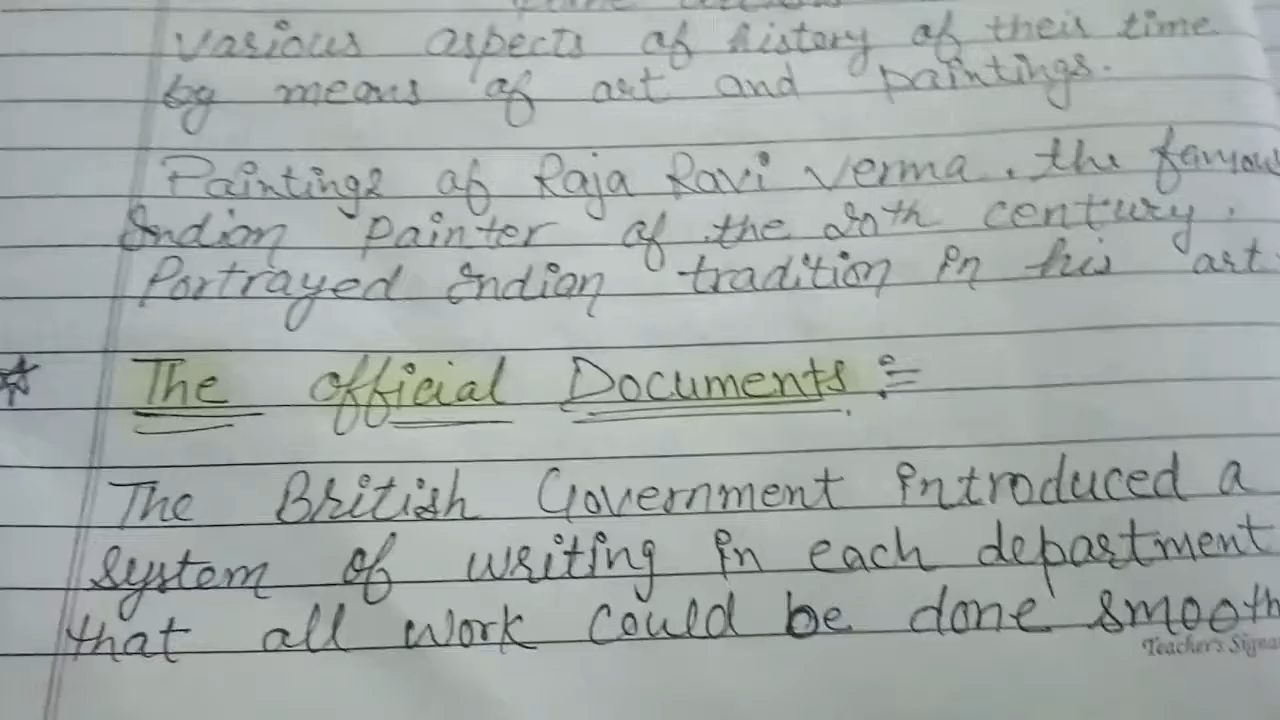 various aspects of history of their time
by means of art and paintings.
Paintings of Raja Ravi Verma, the famous
Indian painter of the 20th century.
Portrayed Indian tradition in his art
☆ The official Documents :=
The British Government introduced a
system of writing in each department
that all work could be done smooth
Teacher's Signa